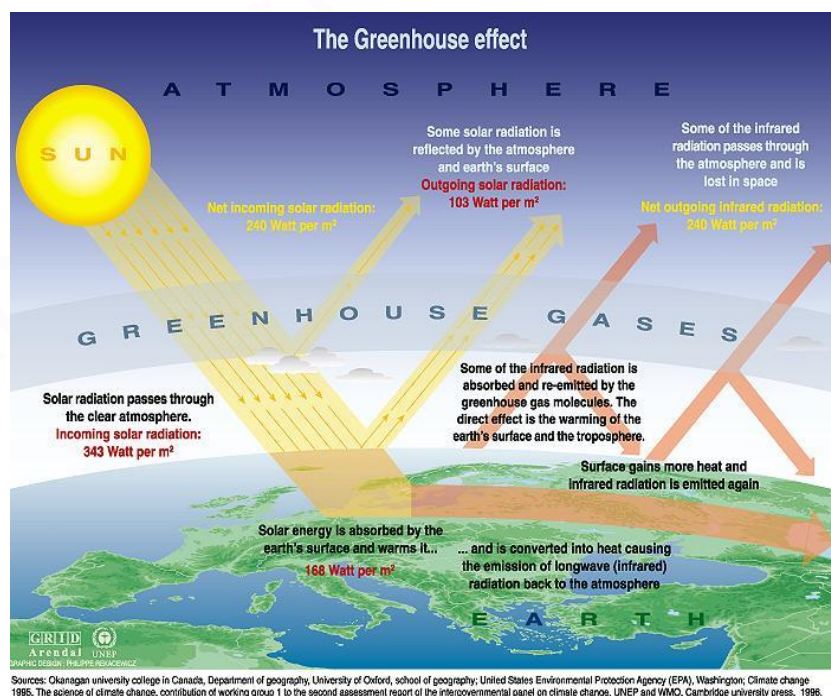 The Greenhouse effect
A T M O S P H E R E
S U N
Some solar radiation is
reflected by the atmosphere
and earth's surface
Outgoing solar radiation:
103 Watt per m²
Some of the infrared
radiation passes through
the atmosphere and is
lost in space
Net outgoing infrared radiation:
240 Watt per m²
Net incoming solar radiation:
240 Watt per m²
G R E E N H O U S E G A S E S
Solar radiation passes through
the clear atmosphere.
Incoming solar radiation:
343 Watt per m²
Some of the infrared radiation is
absorbed and re-emitted by the
greenhouse gas molecules. The
direct effect is the warming of the
earth's surface and the troposphere.
Surface gains more heat and
infrared radiation is emitted again
Solar energy is absorbed by the
earth's surface and warms it...
168 Watt per m²
... and is converted into heat causing
the emission of longwave (infrared)
radiation back to the atmosphere
E A R T H
GRID
Arendal UNEP
GRAPHIC DESIGN : PHILIPPE REKACEWICZ
Sources: Okanagan university college in Canada, Department of geography, University of Oxford, school of geography; United States Environmental Protection Agency (EPA), Washington; Climate change
1995, The science of climate change, contribution of working group 1 to the second assessment report of the intergovernmental panel on climate change, UNEP and WMO, Cambridge university press, 1996.